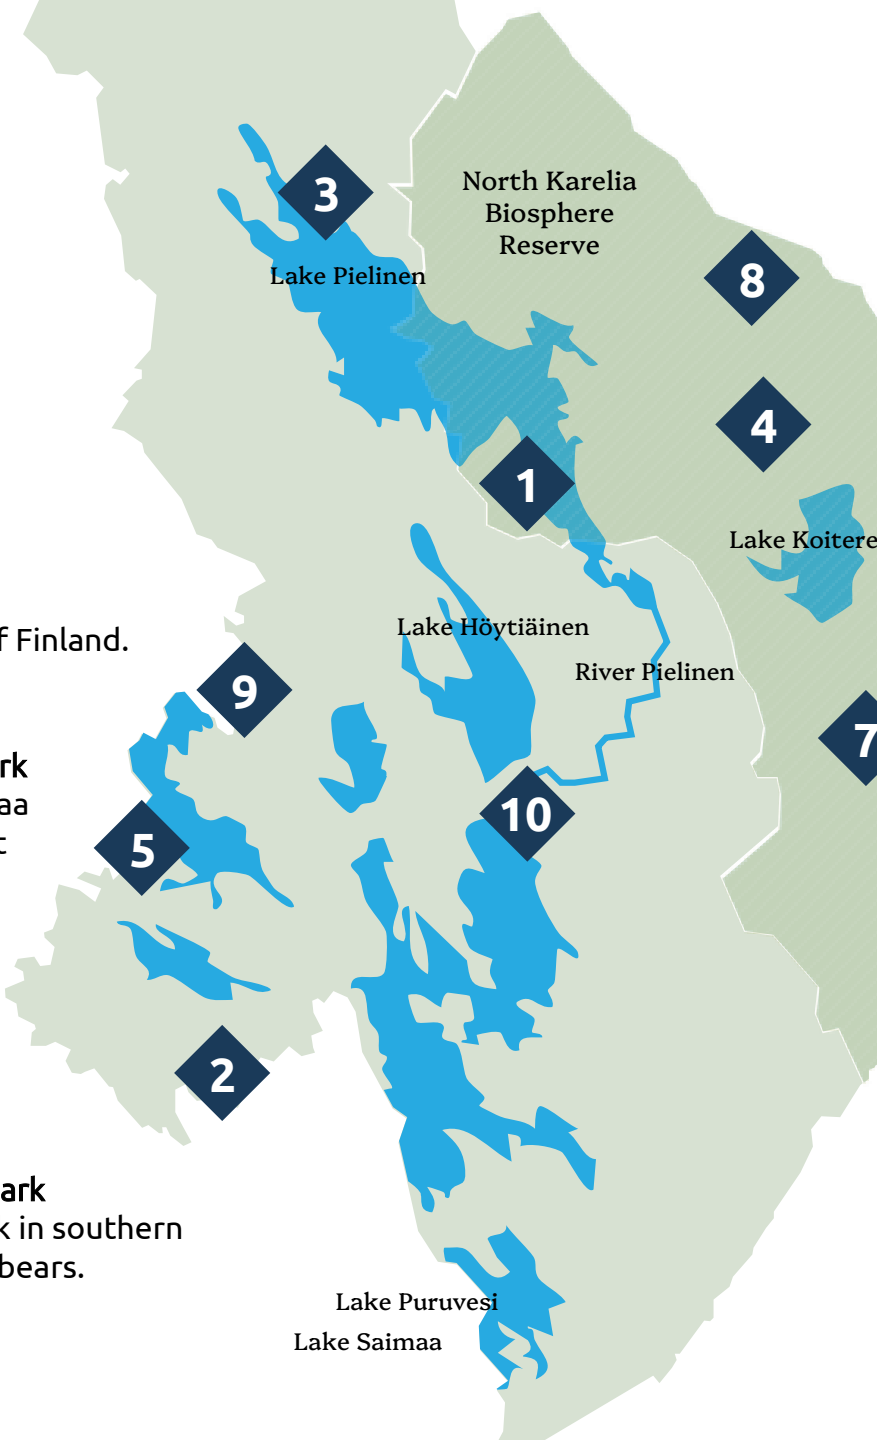 3
North Karelia
Biosphere
Reserve
8
Lake Pielinen
4
1
Lake Koitere
f Finland.
Lake Höytiäinen
River Pielinen
9
7
rk
aa
t
10
5
2
ark
k in southern
bears.
Lake Puruvesi
Lake Saimaa